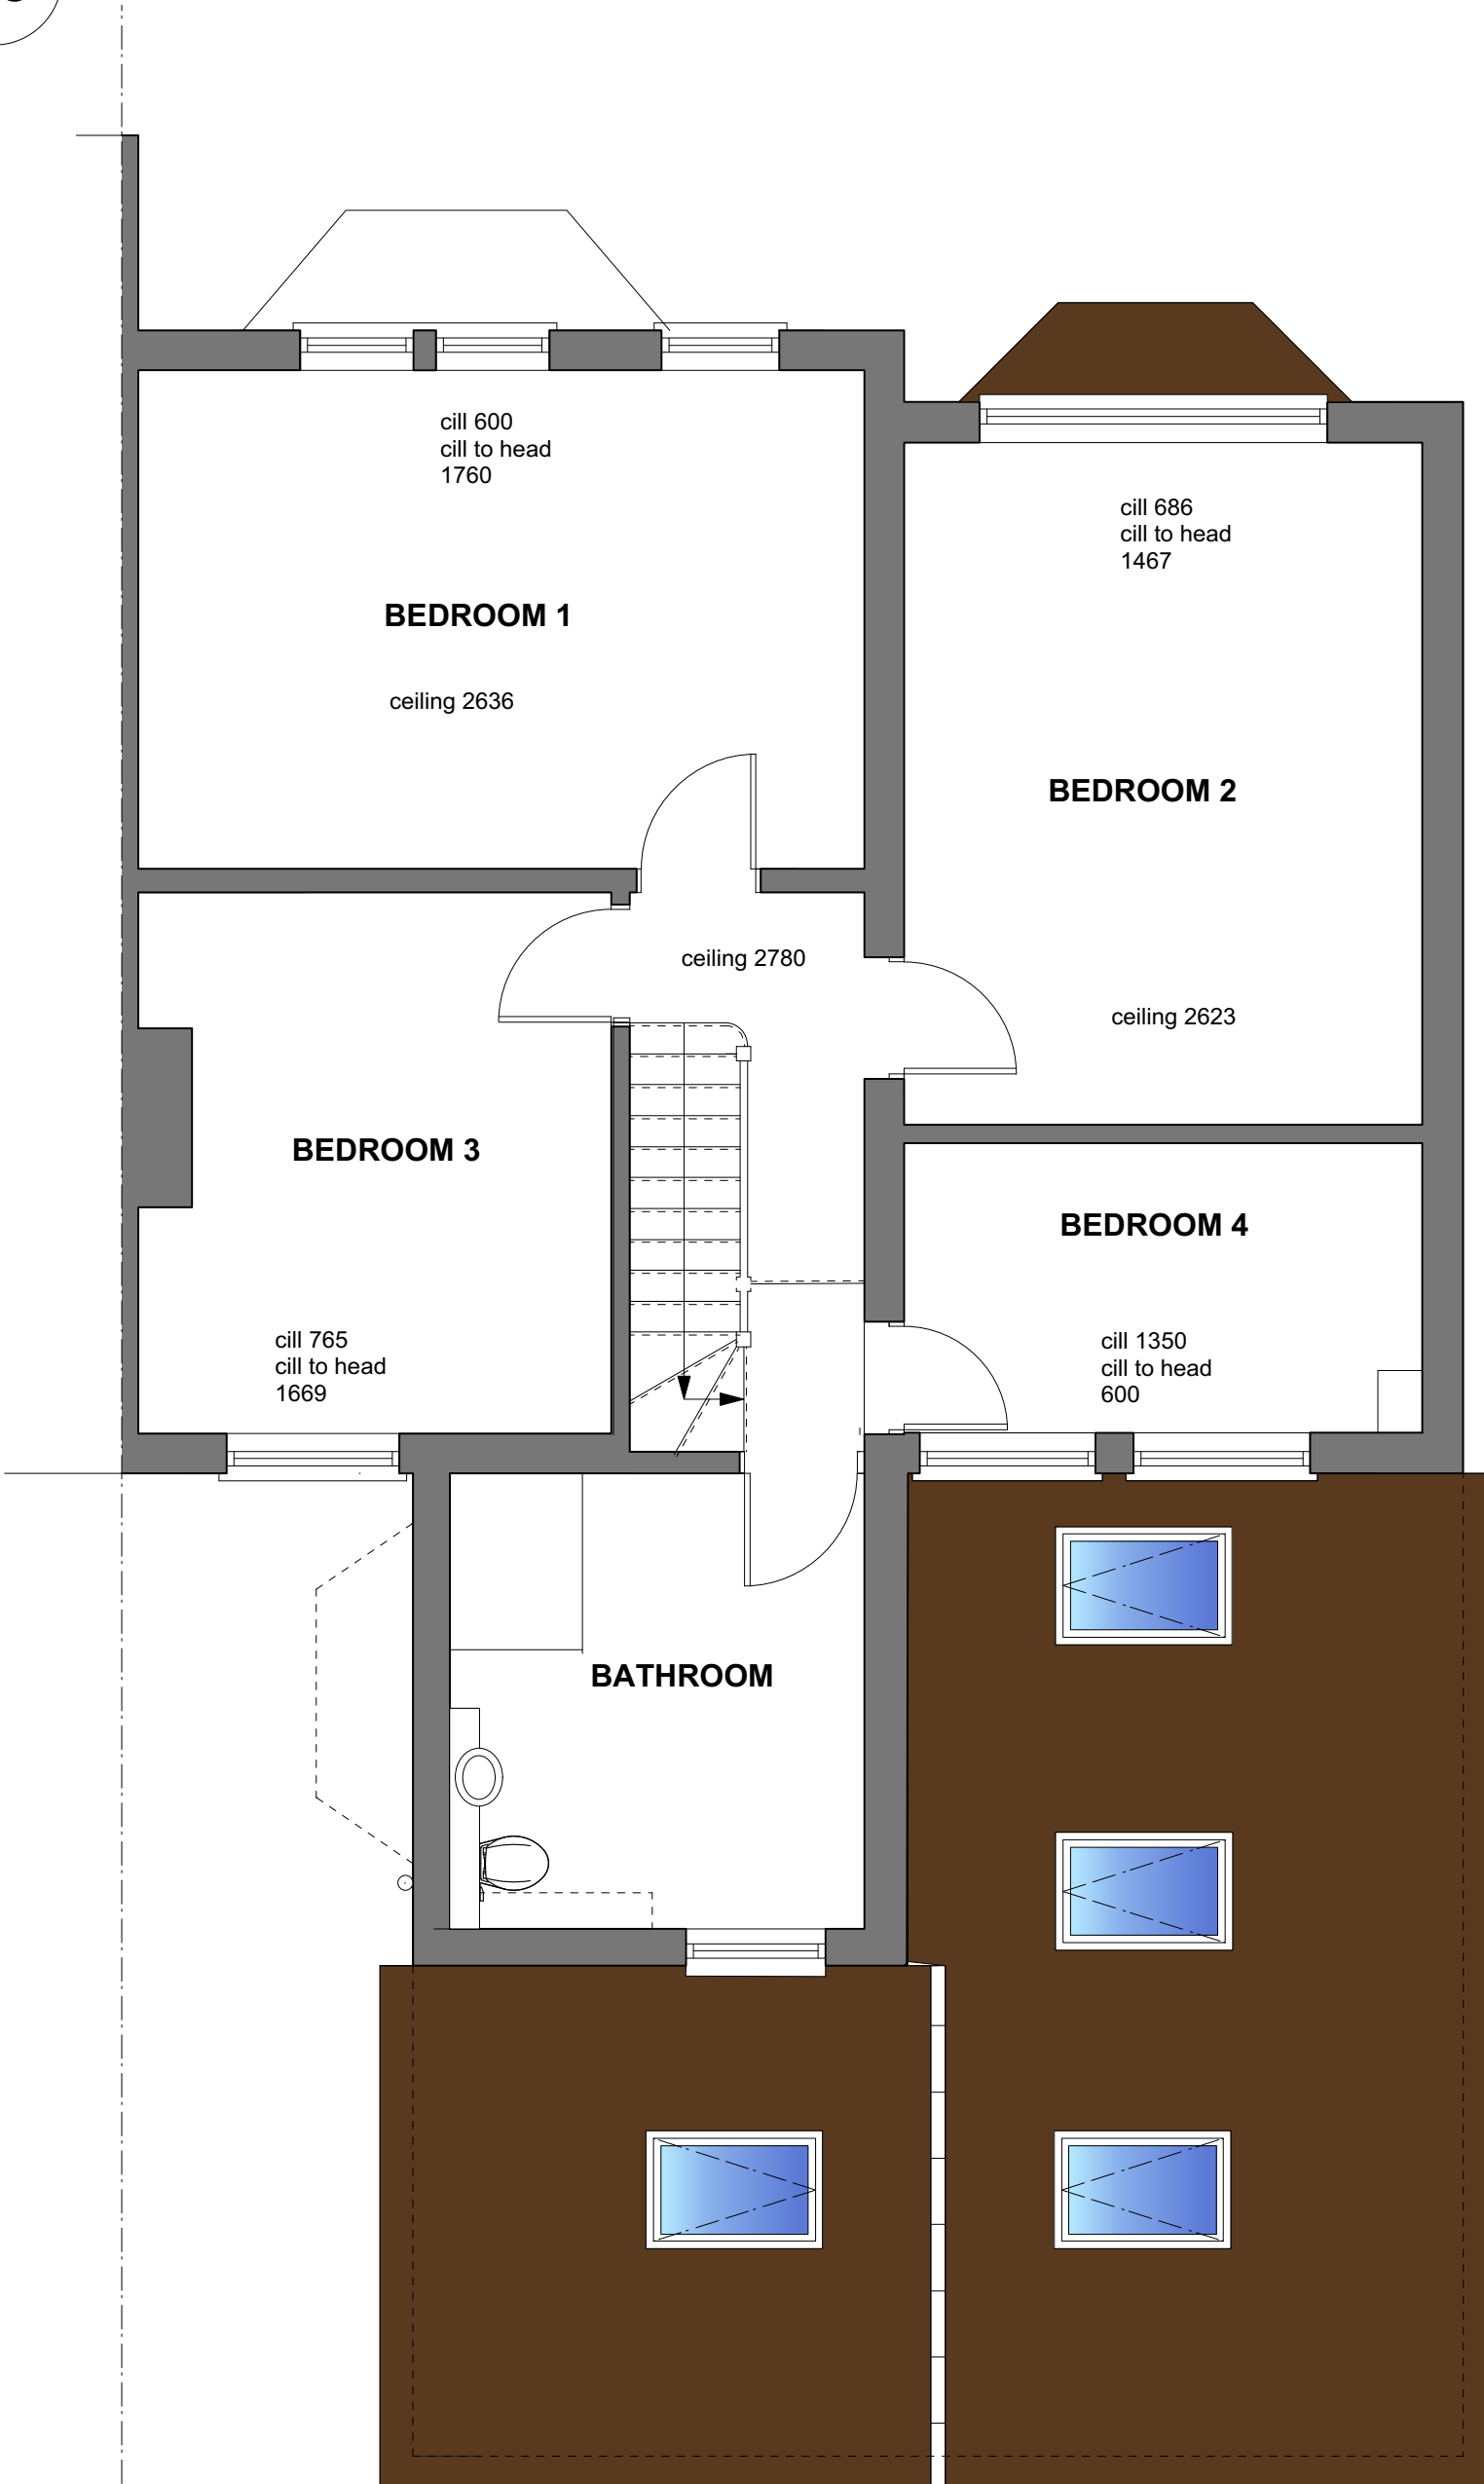 cill 600
cill to head
1760
cill 686
cill to head
1467
BEDROOM 1
ceiling 2636
BEDROOM 2
ceiling 2780
ceiling 2623
BEDROOM 3
BEDROOM 4
cill 765
cill to head
1669
cill 1350
cill to head
600
BATHROOM